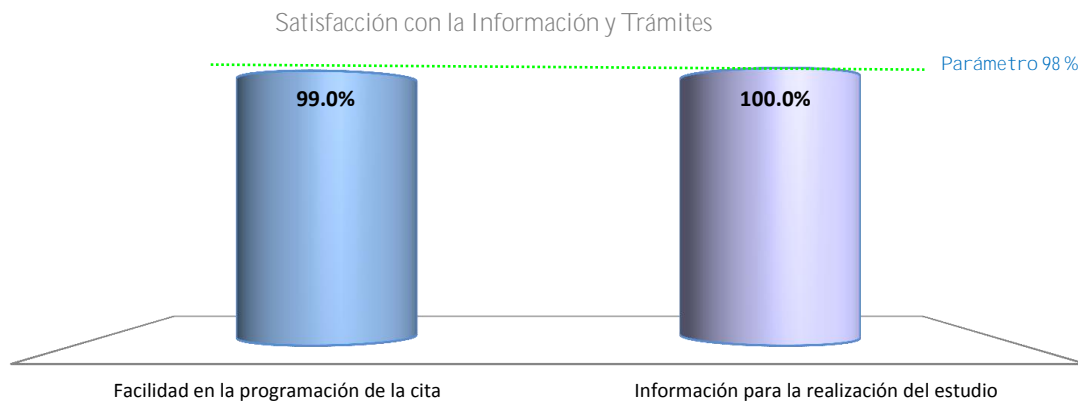 Satisfacción con la Información y Trámites
Parámetro 98 %
99.0%
100.0%
Facilidad en la programación de la cita
Información para la realización del estudio